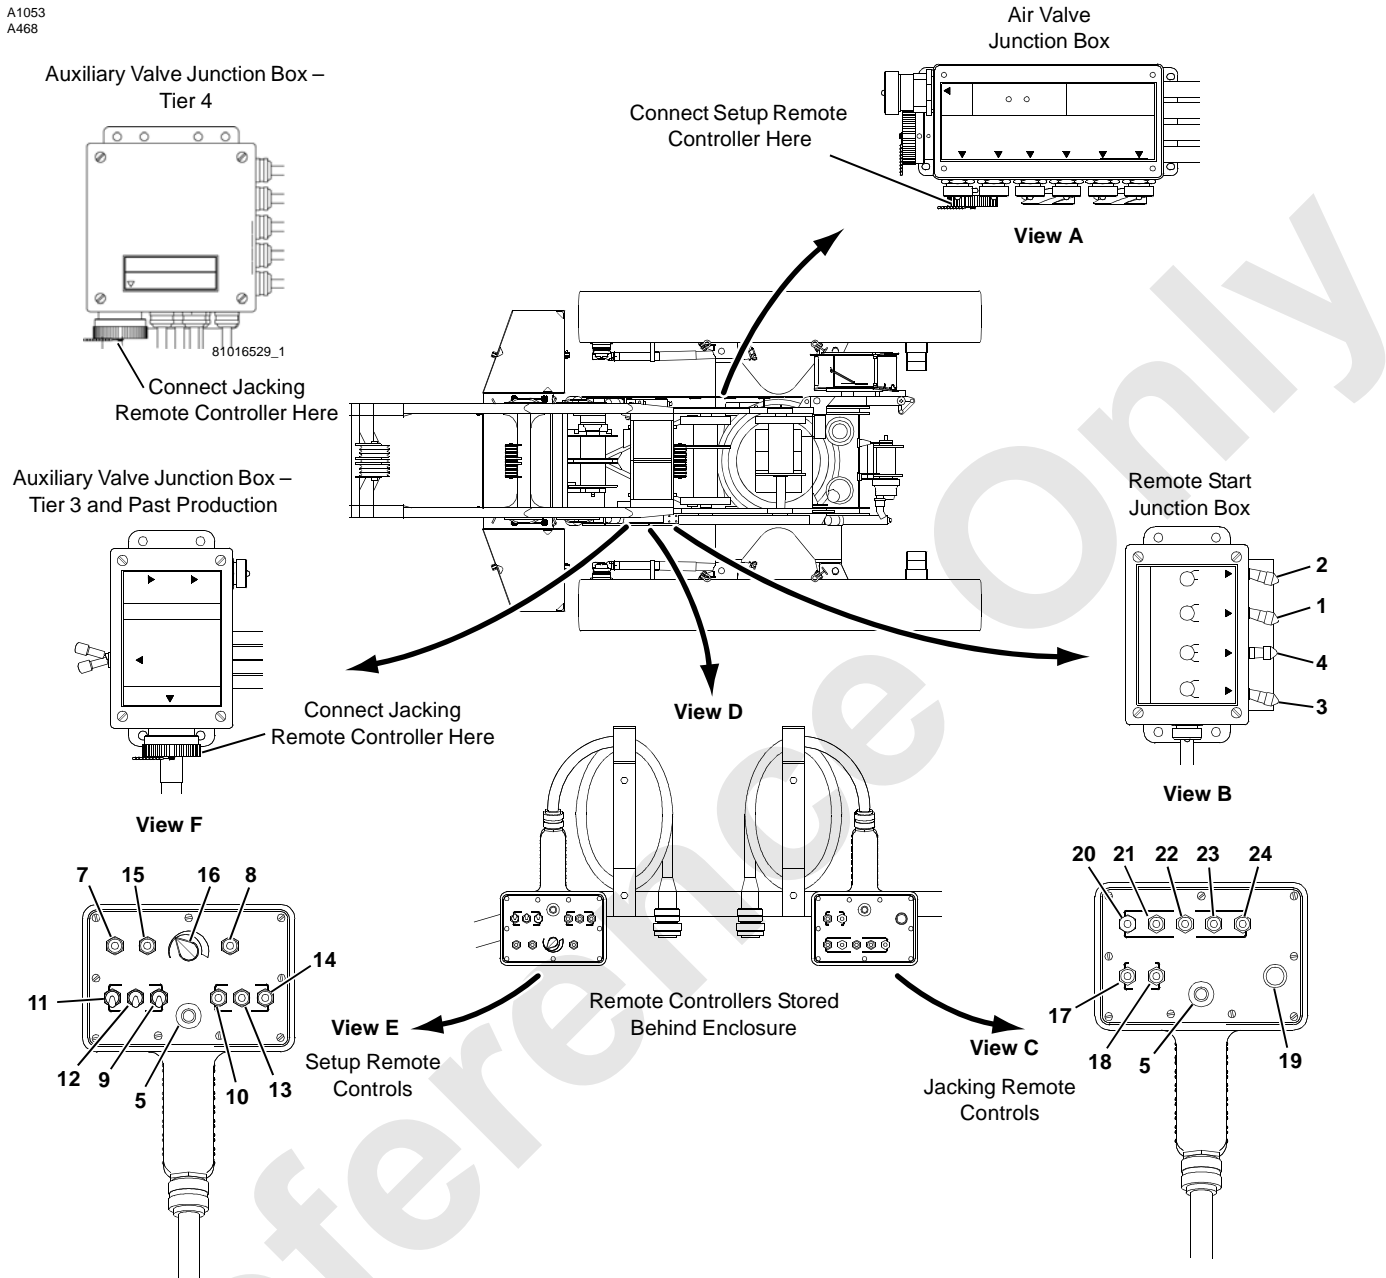 A1053
A468
Air Valve
Junction Box
Auxiliary Valve Junction Box –
Tier 4
Connect Setup Remote
Controller Here
View A
81016529_1
Connect Jacking
Remote Controller Here
Auxiliary Valve Junction Box –
Tier 3 and Past Production
Remote Start
Junction Box
2
1
4
3
View B
Connect Jacking
Remote Controller Here
View D
View F
7
15
16
8
14
11
12
9
5
10
13
View E
Setup Remote
Controls
Remote Controllers Stored
Behind Enclosure
20
21
22
23
24
17
18
5
19
View C
Jacking Remote
Controls
Reference Only